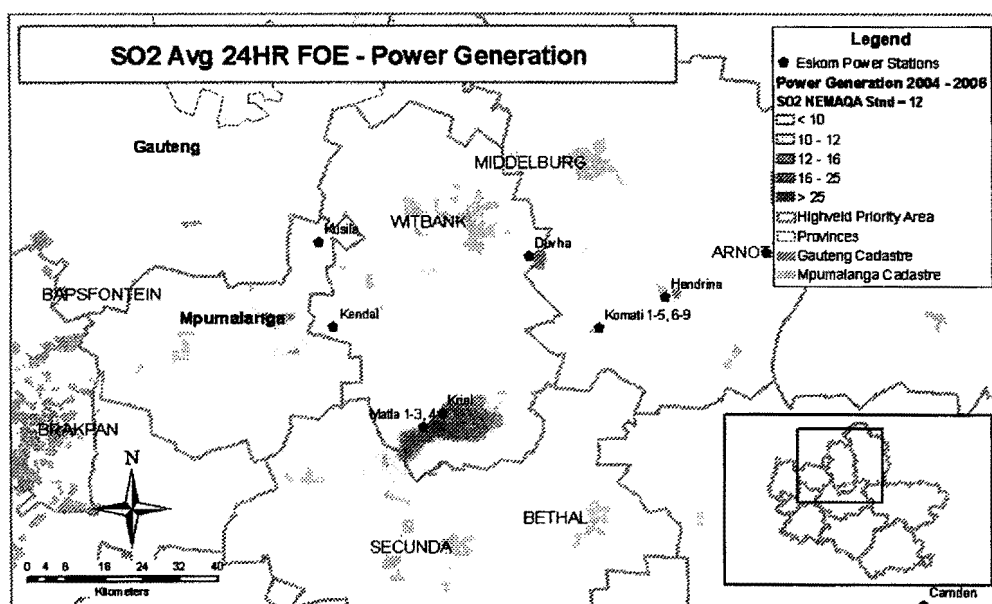 SO2 Avg 24HR FOE - Power Generation
Legend
Eskom Power Stations
Power Generation 2004 - 2006
SO2 NEMAQA Stnd = 12
< 10
10 - 12
12 - 16
16 - 25
> 25
Highveld Priority Area
Provinces
Gauteng Cadastre
Mpumalanga Cadastre
Gauteng
MIDDELBURG
WITBANK
Kusile
Duvha
ARNOT
BAPSFONTEIN
Hendrina
Mpumalanga
Kendal
Komati 1-5, 6-9
Kriel
Matla 1-3, 4
BRAKPAN
N
BETHAL
SECUNDA
0 4 8 16 24 32 40
Kilometers
Camden